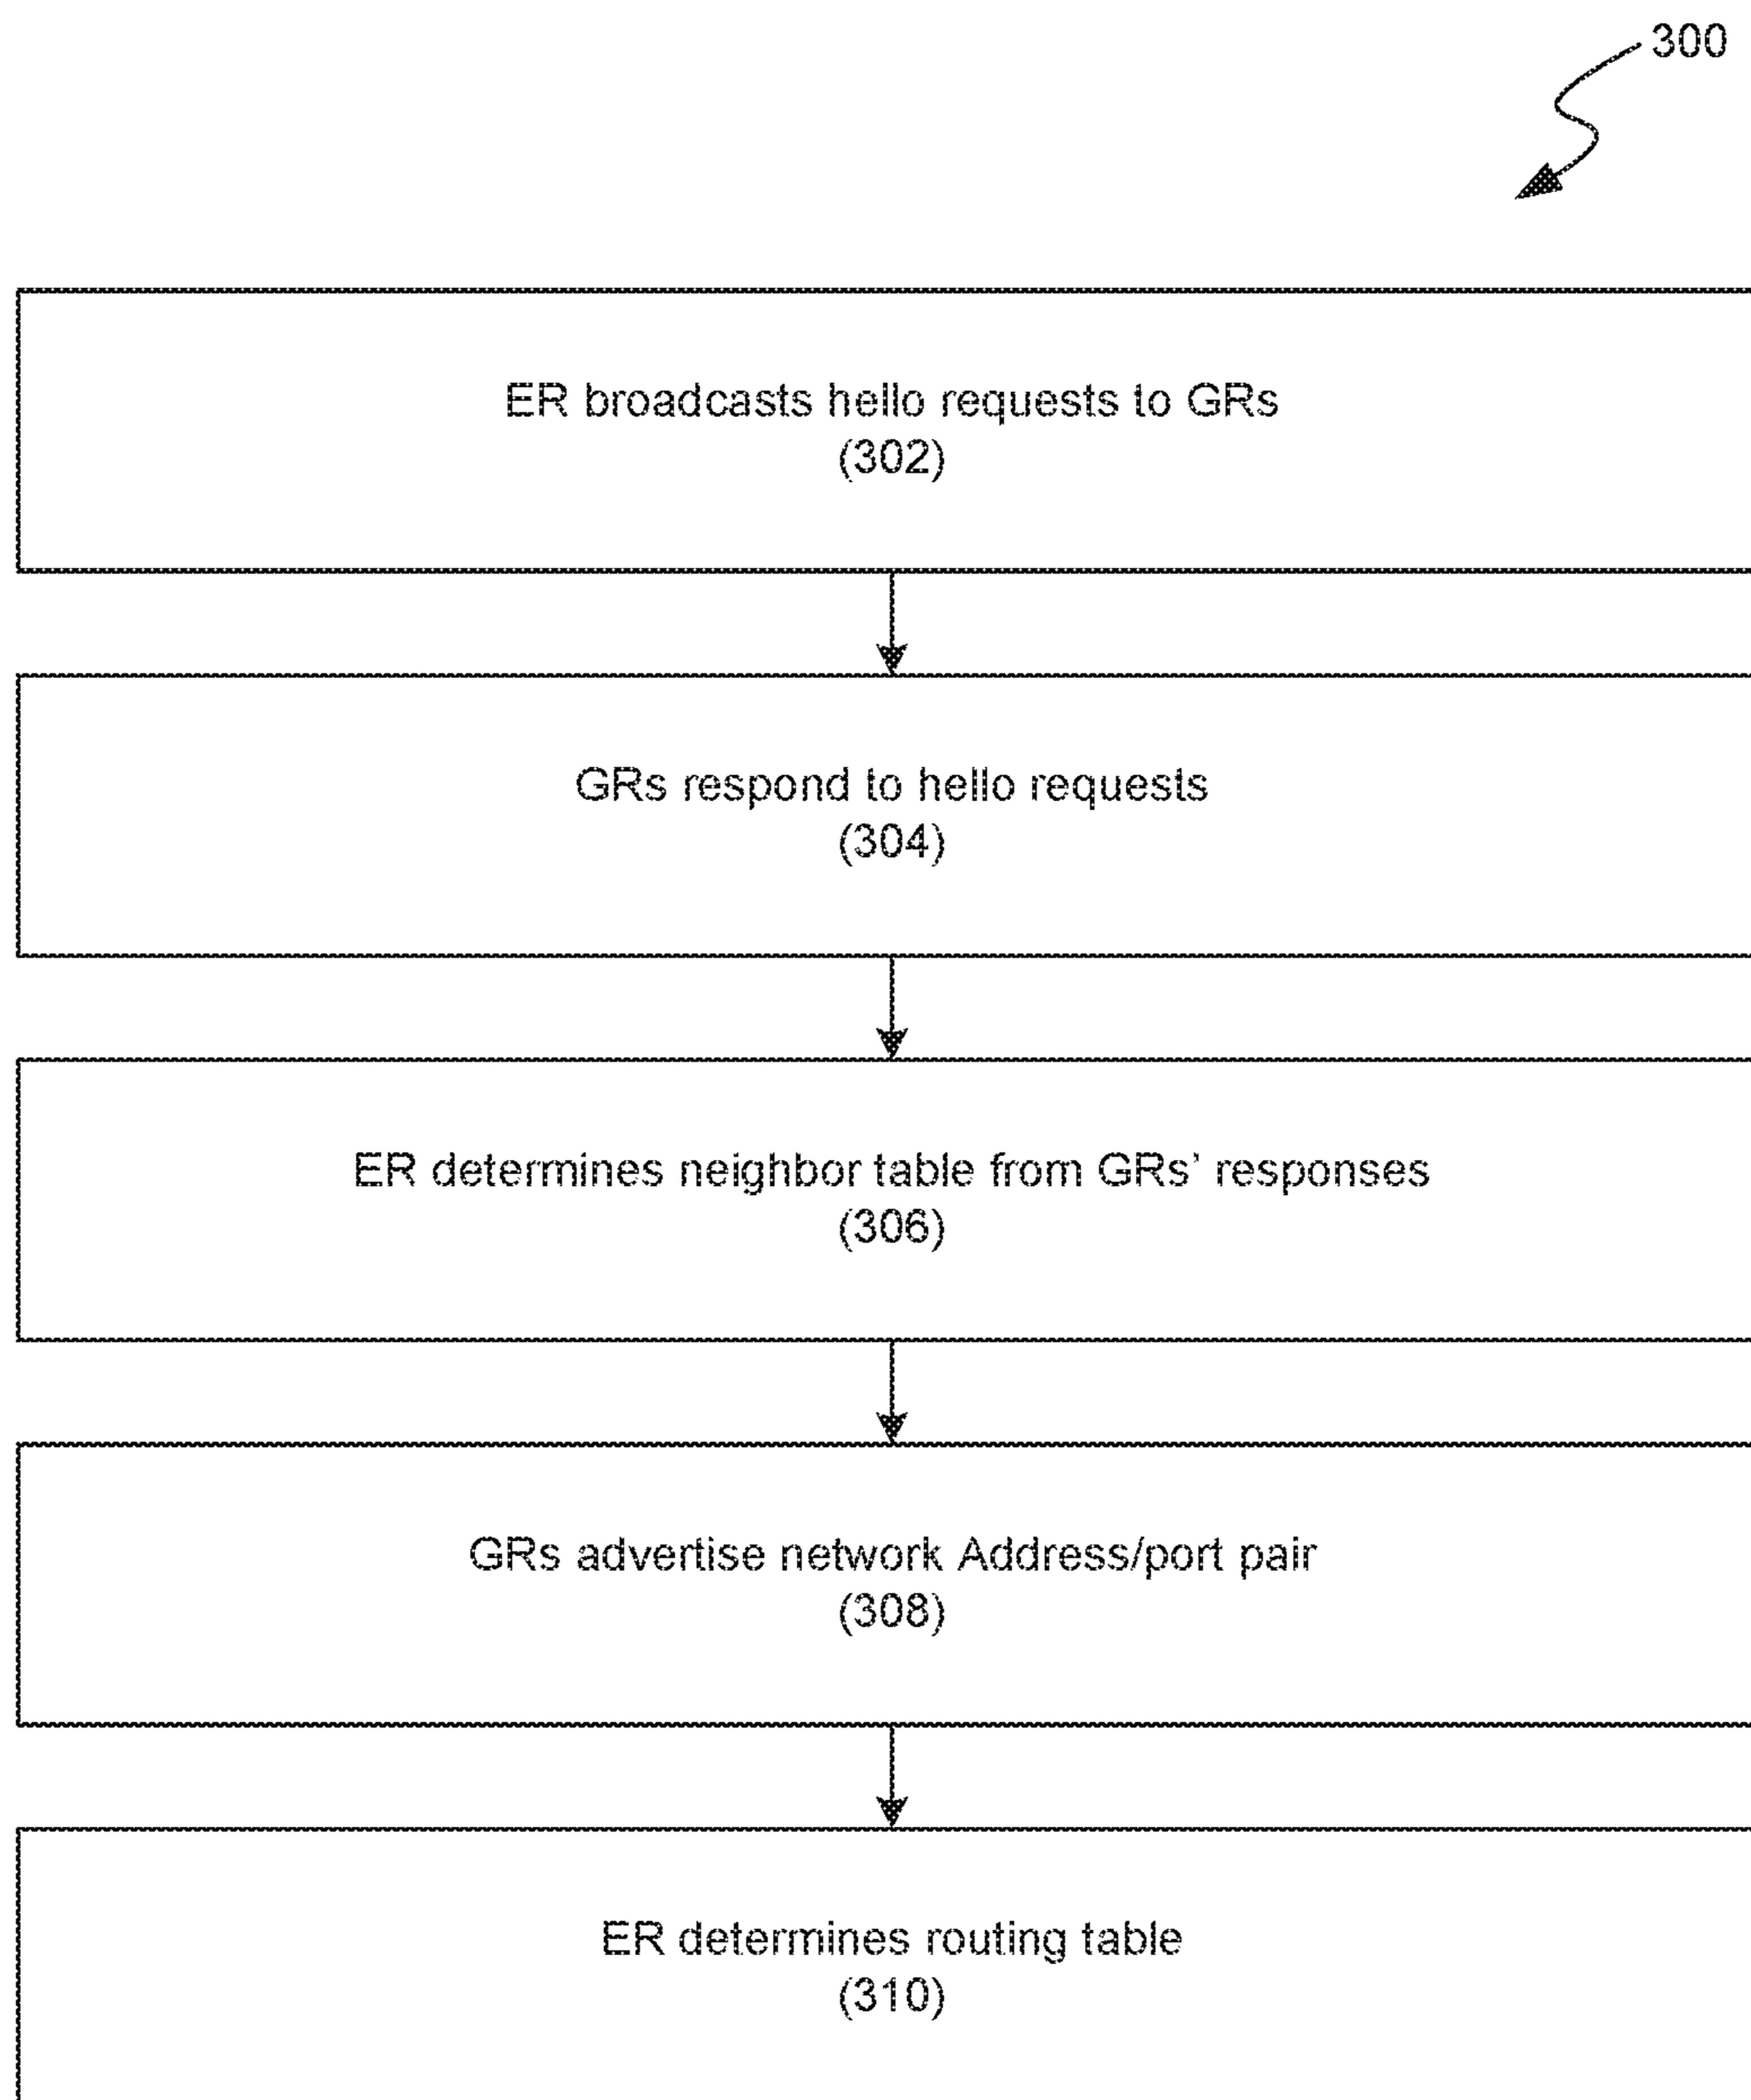 300
ER broadcasts hello requests to GRs
(302)
GRs respond to hello requests
(304)
ER determines neighbor table from GRs’ responses
(306)
GRs advertise network Address/port pair
(308)
ER determines routing table
(310)